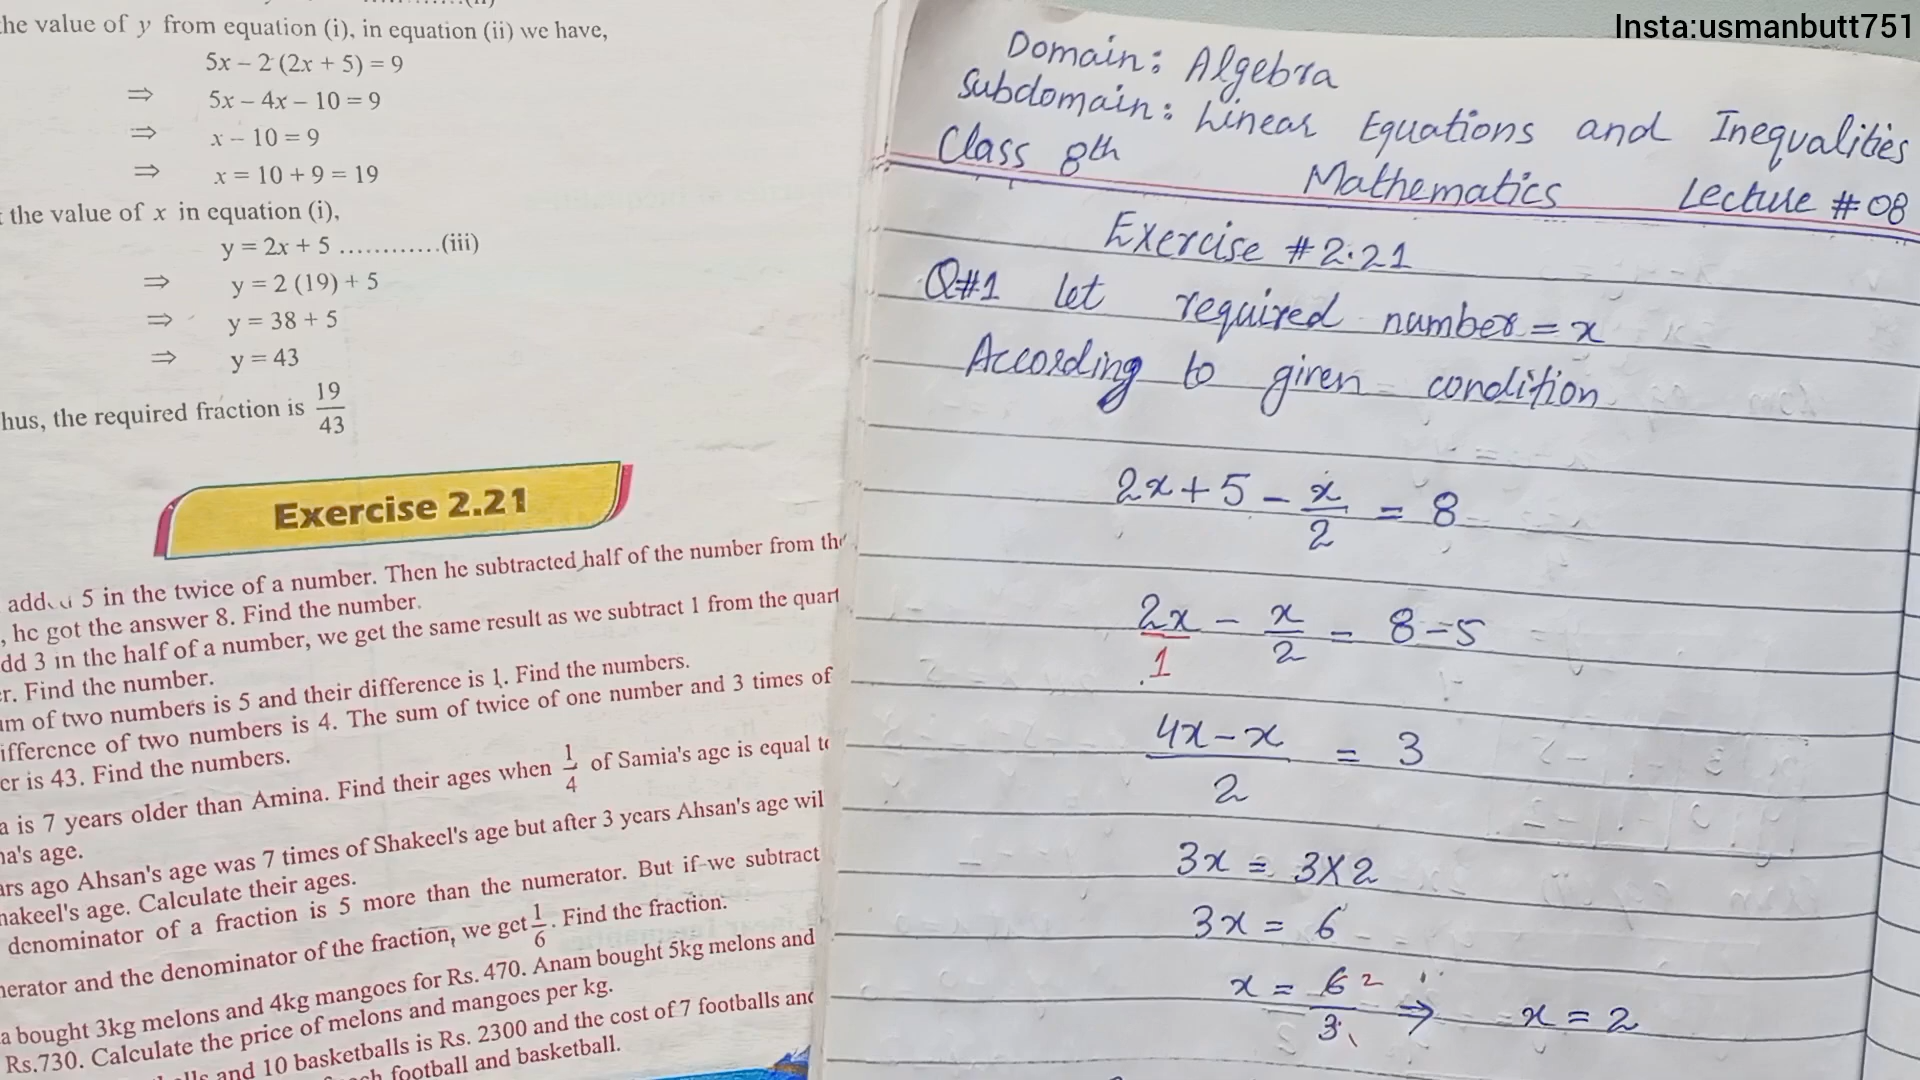 Insta:usmanbutt751
the value of y from equation (i), in equation (ii) we have,
5x – 2 (2x + 5) = 9
⇒ 5x – 4x – 10 = 9
⇒ x – 10 = 9
⇒ x = 10 + 9 = 19
the value of x in equation (i),
y = 2x + 5 ............(iii)
⇒ y = 2 (19) + 5
⇒ y = 38 + 5
⇒ y = 43
hus, the required fraction is 19/43
Exercise 2.21
added 5 in the twice of a number. Then he subtracted half of the number from the
, he got the answer 8. Find the number.
dd 3 in the half of a number, we get the same result as we subtract 1 from the quart
r. Find the number.
um of two numbers is 5 and their difference is 1. Find the numbers.
ifference of two numbers is 4. The sum of twice of one number and 3 times of
er is 43. Find the numbers.
a is 7 years older than Amina. Find their ages when 1/4 of Samia's age is equal to
na's age.
ars ago Ahsan's age was 7 times of Shakeel's age but after 3 years Ahsan's age wil
hakeel's age. Calculate their ages.
denominator of a fraction is 5 more than the numerator. But if we subtract
nerator and the denominator of the fraction, we get 1/6. Find the fraction.
a bought 3kg melons and 4kg mangoes for Rs. 470. Anam bought 5kg melons and
Rs.730. Calculate the price of melons and mangoes per kg.
and 10 basketballs is Rs. 2300 and the cost of 7 footballs and
football and basketball.
Domain: Algebra
Subdomain: Linear Equations and Inequalities
Class 8th Mathematics Lecture #08
Exercise #2.21
Q#1 Let required number = x
According to given condition
2x + 5 - x/2 = 8
2x/1 - x/2 = 8-5
4x-x/2 = 3
3x = 3×2
3x = 6
x = 6 2/3 ⇒ x = 2